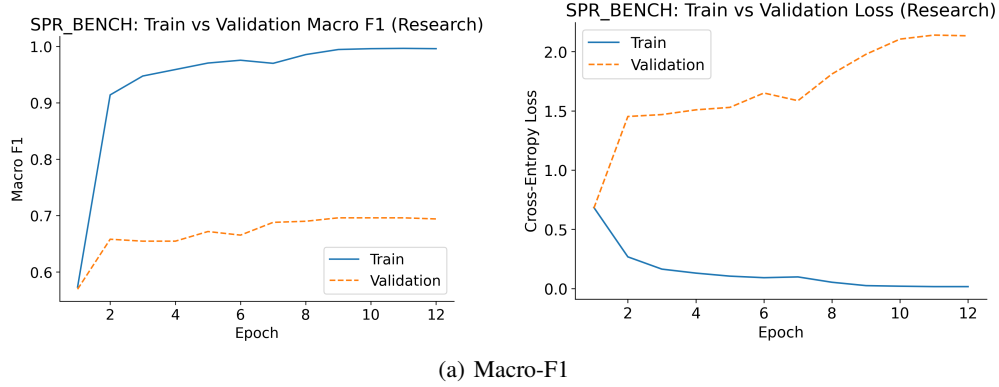 SPR_BENCH: Train vs Validation Macro F1 (Research)
1.0
0.9
0.8
0.7
0.6
Macro F1
Train
Validation
2 4 6 8 10 12
Epoch
SPR_BENCH: Train vs Validation Loss (Research)
Train
Validation
2.0
1.5
1.0
0.5
0.0
Cross-Entropy Loss
2 4 6 8 10 12
Epoch
(a) Macro-F1